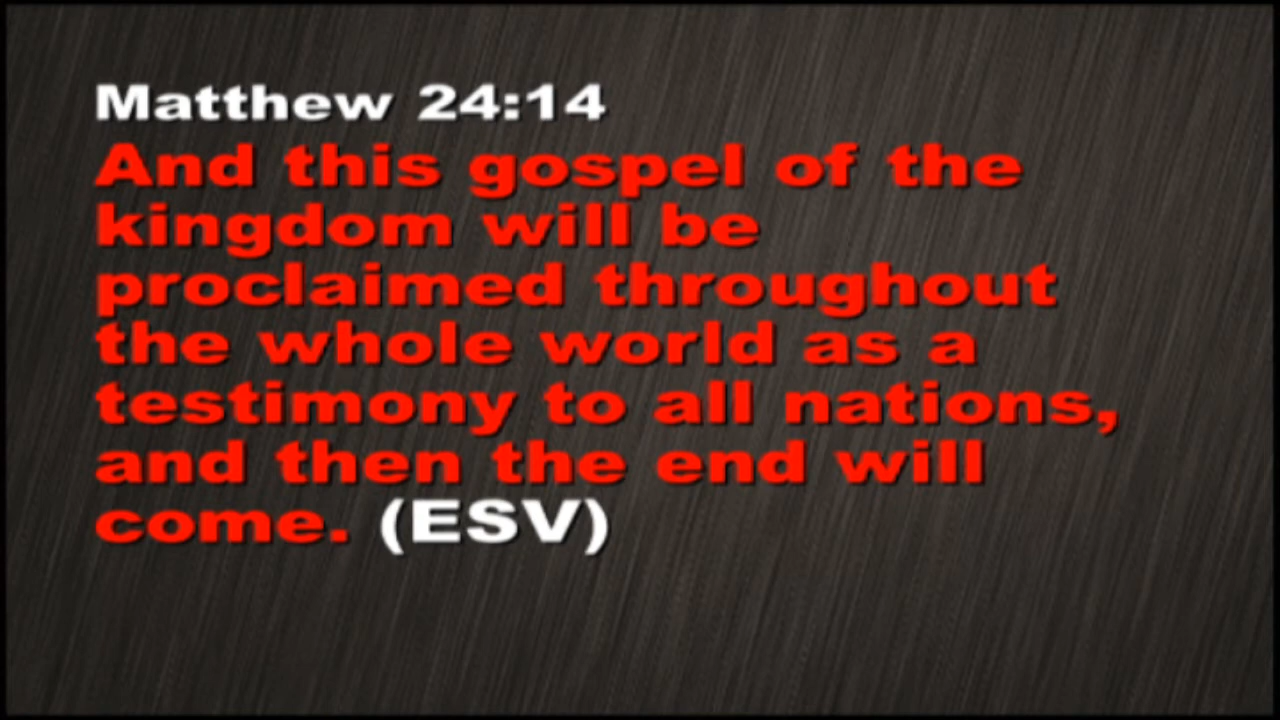 Matthew 24:14
And this gospel of the
kingdom will be
proclaimed throughout
the whole world as a
testimony to all nations,
and then the end will
come. (ESV)